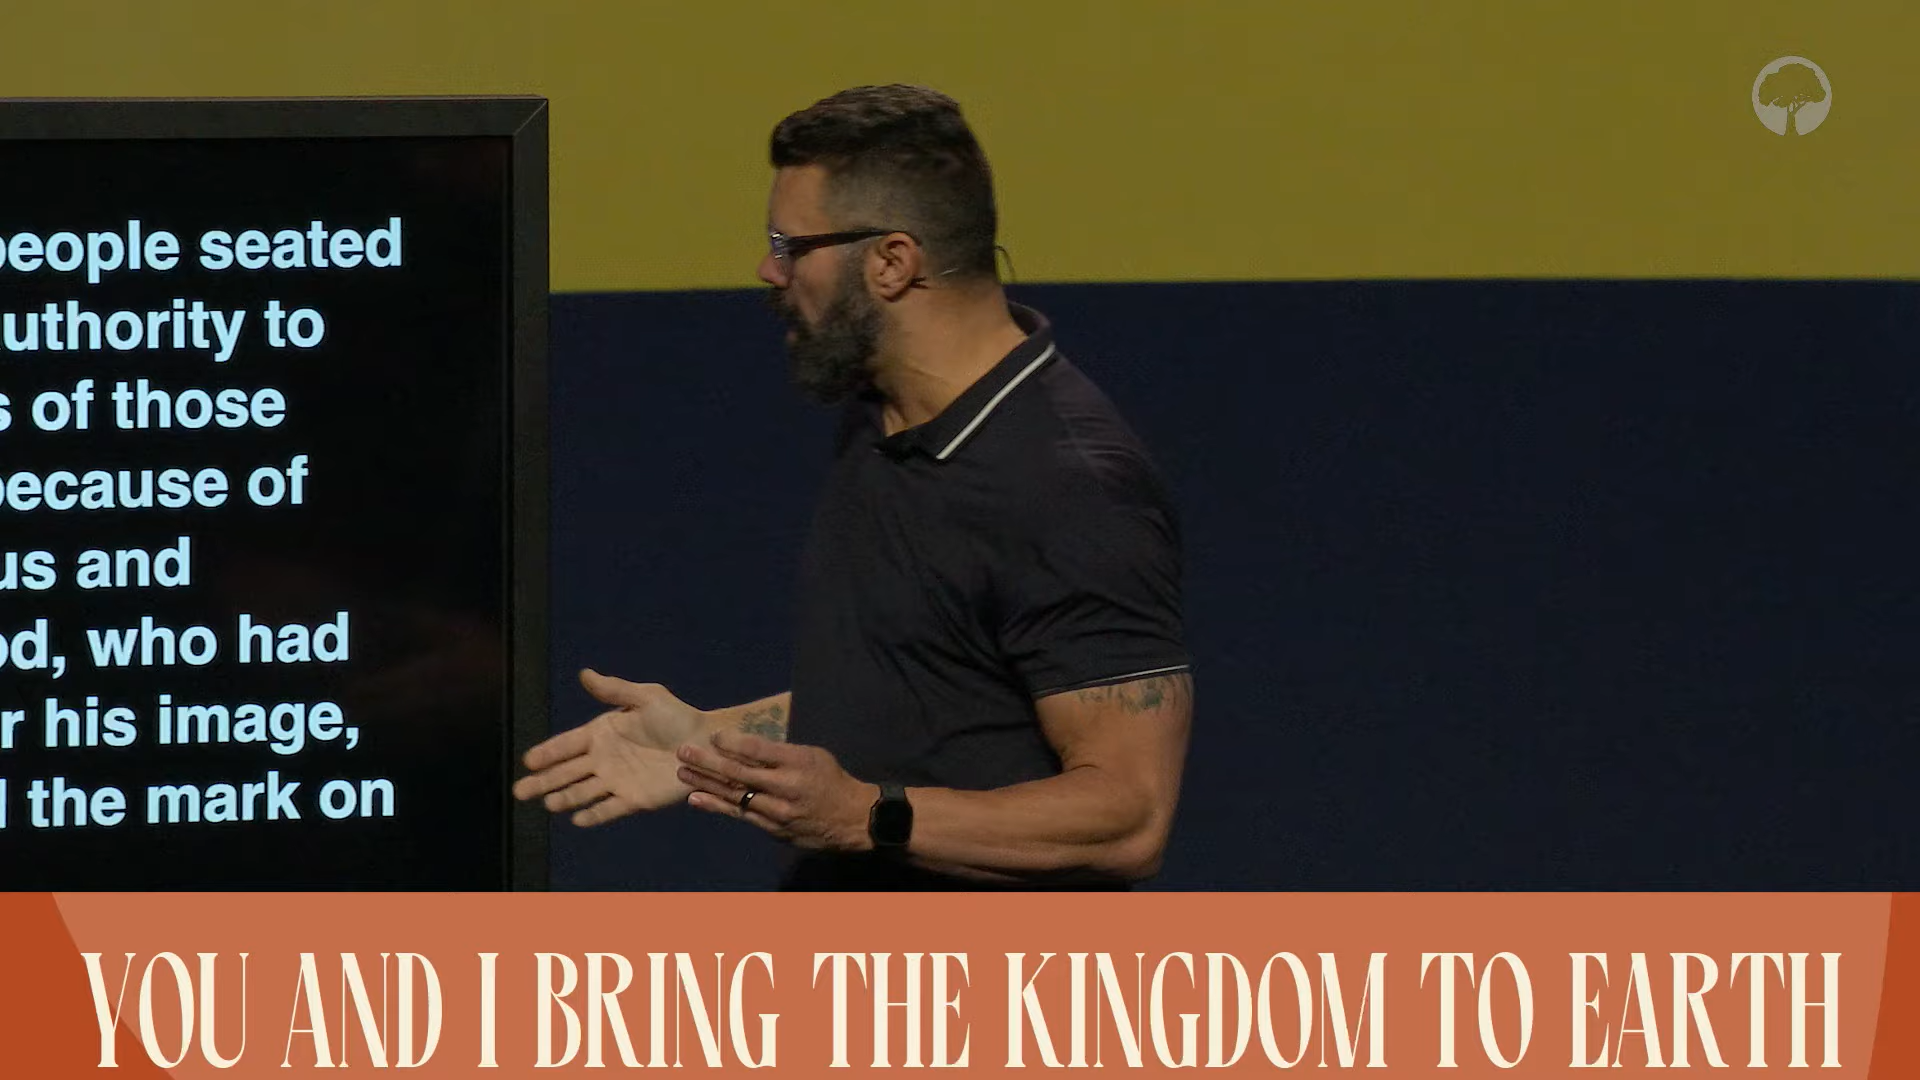 people seated
uthority to
s of those
because of
us and
od, who had
r his image,
the mark on
YOU AND I BRING THE KINGDOM TO EARTH